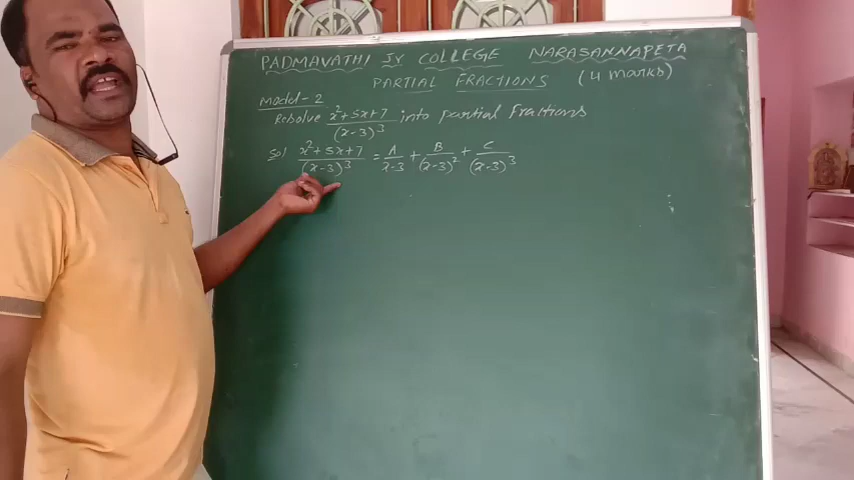 PADMAVATHI JY COLLEGE NARASANNAPETA
PARTIAL FRACTIONS (4 marks)
Model-2
Resolve x²+5x+7/(x-3)³ into partial Fractions
Sol x²+5x+7/(x-3)³ = A/x-3 + B/(x-3)² + C/(x-3)³